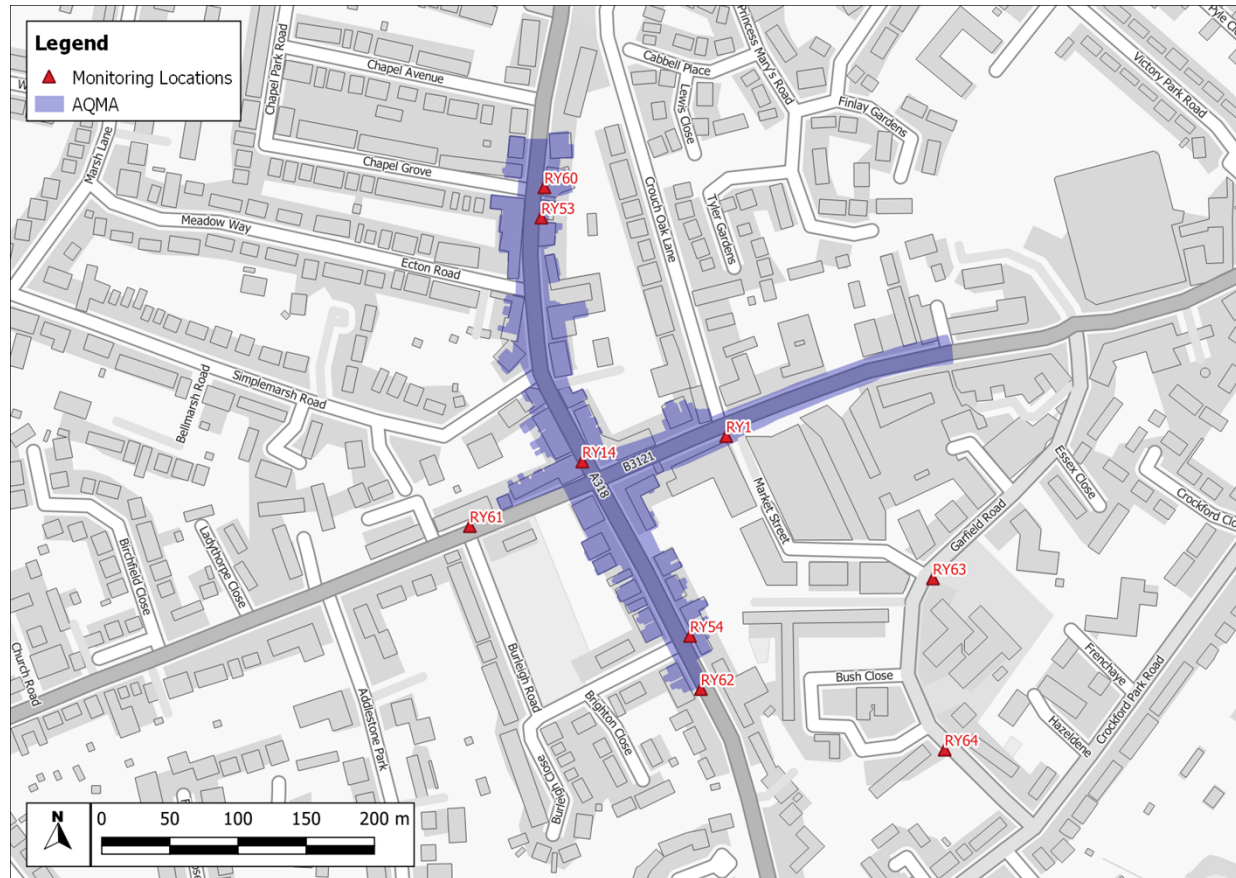 Legend
Monitoring Locations
AQMA
Chapel Park Road
Chapel Avenue
Cabbell Place
Princess Mary's Road
Lewis Close
Victory Park Road
Finlay Gardens
Marsh Lane
Chapel Grove
RY60
Crouch Oak Lane
Tyler Gardens
RY53
Meadow Way
Ecton Road
Simplemarsh Road
Bellmarsh Road
RY1
RY14
B3121
A318
Essex Close
Crockford Clo
Market Street
RY61
Garfield Road
Birchfield Close
Ladythorpe Close
RY63
RY54
Church Road
Addlestone Park
Burleigh Road
Brighton Close
Bush Close
Frenchaye
Crockford Park Road
RY62
Hazeldene
RY64
Burleigh Close
N
0 50 100 150 200 m